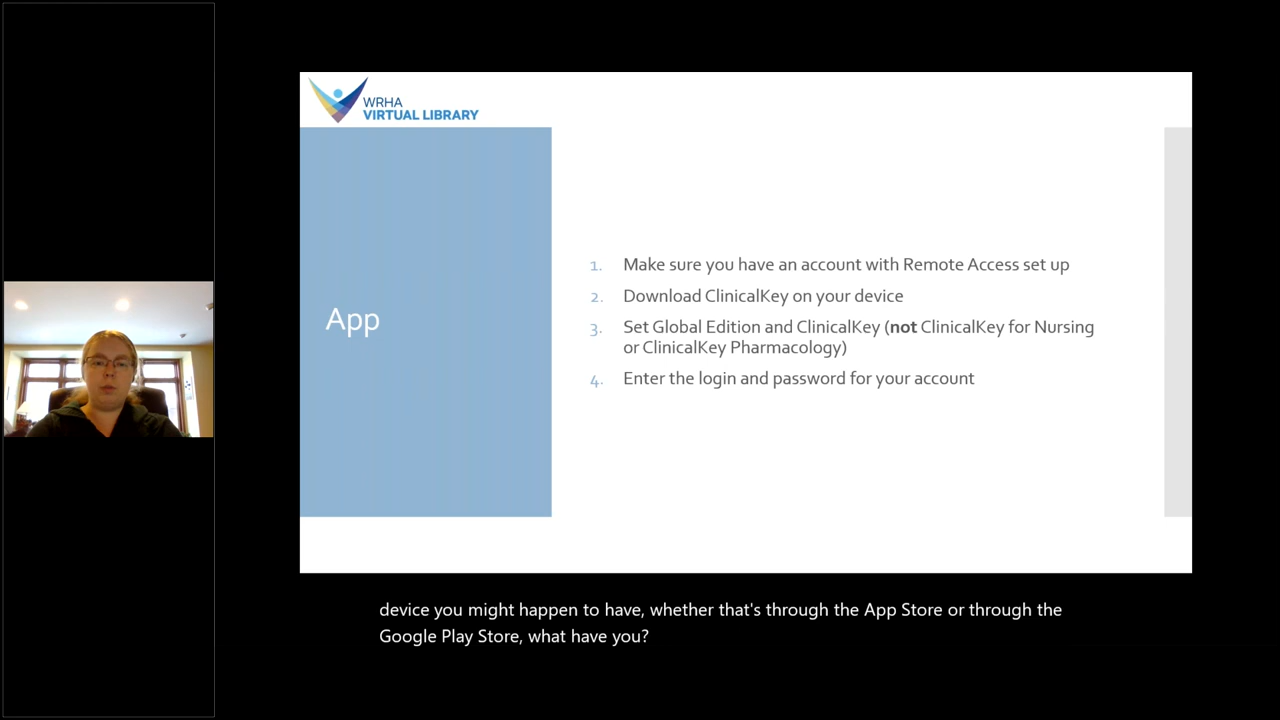 WRHA
VIRTUAL LIBRARY
App
1. Make sure you have an account with Remote Access set up
2. Download ClinicalKey on your device
3. Set Global Edition and ClinicalKey (not ClinicalKey for Nursing
or ClinicalKey Pharmacology)
4. Enter the login and password for your account
device you might happen to have, whether that's through the App Store or through the
Google Play Store, what have you?